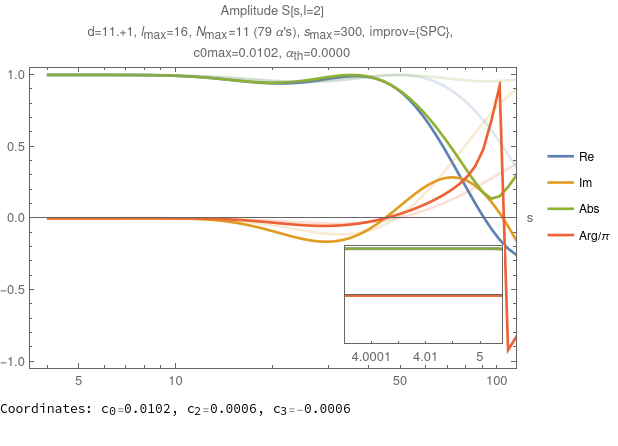 Amplitude S[s,l=2]
d=11.+1, lmax=16, Nmax=11 (79 α's), smax=300, improv={SPC},
c0max=0.0102, αth=0.0000
1.0
0.5
0.0
−0.5
−1.0
s
5
10
50
100
4.0001
4.01
5
Re
Im
Abs
Arg/π
Coordinates: c0=0.0102, c2=0.0006, c3=-0.0006